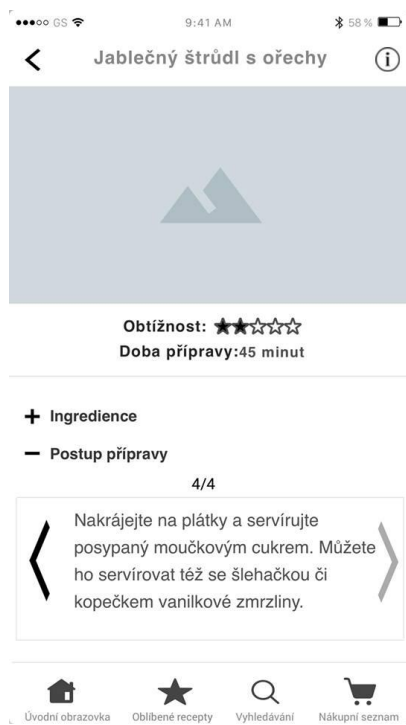 GS 9:41 AM 58 %
Jablečný štrůdl s ořechy
Obtížnost:
Doba přípravy:45 minut
Ingredience
Postup přípravy
4/4
Nakrájejte na plátky a servírujte
posypaný moučkovým cukrem. Můžete
ho servírovat též se šlehačkou či
kopečkem vanilkové zmrzliny.
Úvodní obrazovka Oblíbené recepty Vyhledávání Nákupní seznam